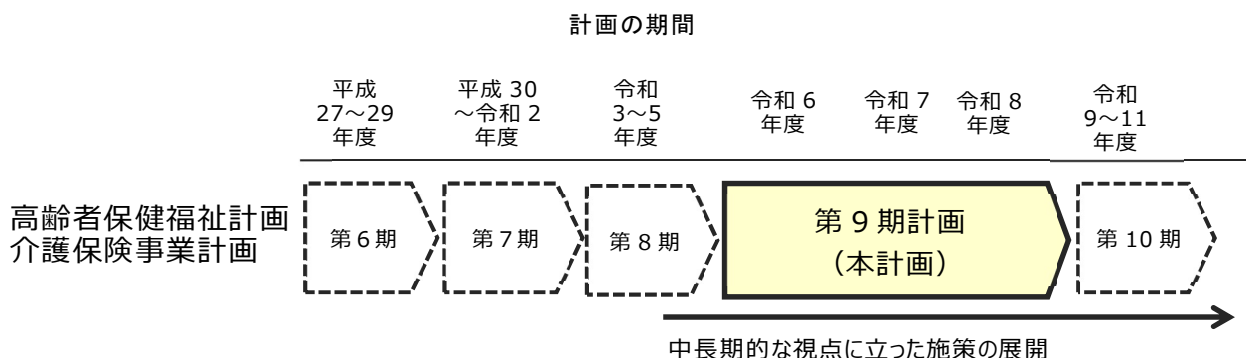 計画の期間
平成
27～29
年度
平成 30
～令和 2
年度
令和
3～5
年度
令和 6
年度
令和 7
年度
令和 8
年度
令和
9～11
年度
高齢者保健福祉計画
介護保険事業計画
第 6 期
第 7 期
第 8 期
第 9 期計画
（本計画）
第 10 期
中長期的な視点に立った施策の展開